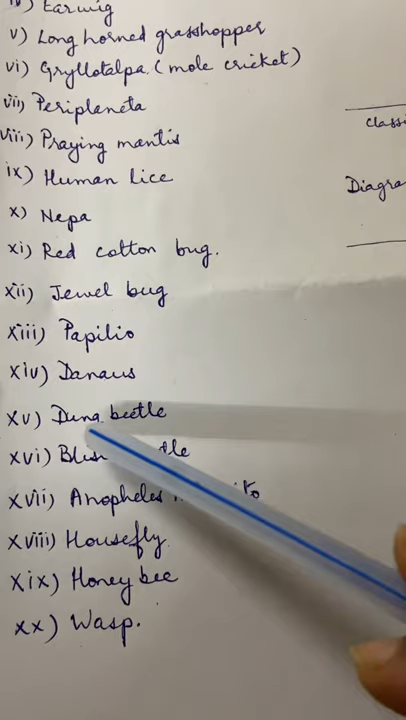 iv) Earwig
v) Long horned grasshopper
vi) Gryllotalpa. (mole cricket)
vii) Periplaneta
viii) Praying mantis
ix) Human lice
x) Nepa
xi) Red cotton bug.
xii) Jewel bug
xiii) Papilio
xiv) Danaus
xv) Dung beetle
xvi)
xvii) Anopheles
xviii) Housefly
xix) Honey bee
xx) Wasp.